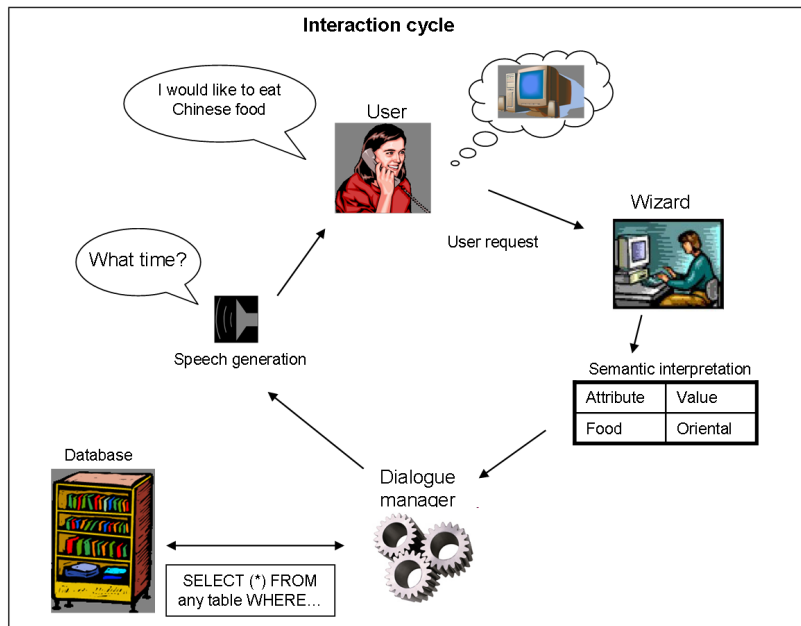 Interaction cycle
I would like to eat
Chinese food
User
Wizard
User request
What time?
Speech generation
Semantic interpretation
Attribute Value
Food Oriental
Database
Dialogue
manager
SELECT (*) FROM
any table WHERE…